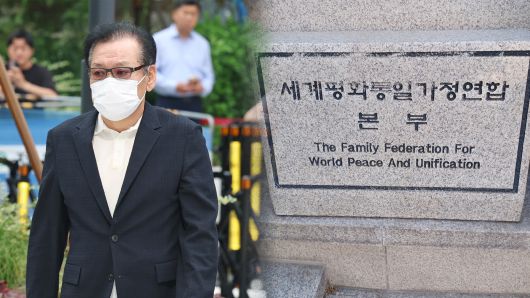 세계평화통일가정연합
본 부
The Family Federation For
World Peace And Unification